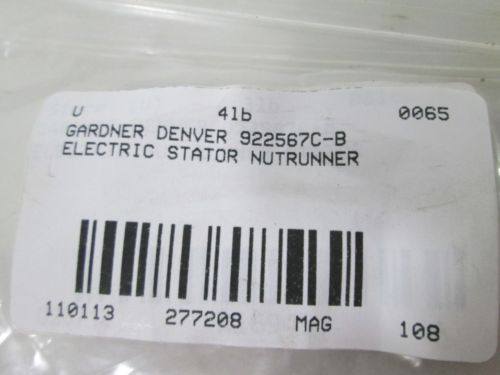 U 4lb 0065
GARDNER DENVER 922567C-B
ELECTRIC STATOR NUTRUNNER
110113 277208 MAG 108